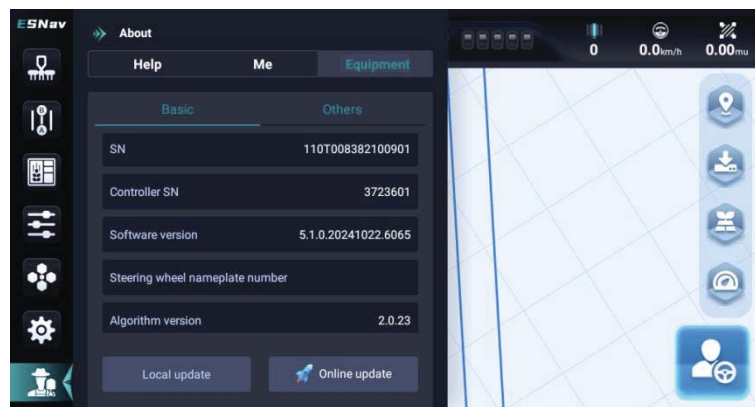 ESNav
About
0
0.0km/h
0.00mu
Help Me Equipment
Basic Others
SN 110T008382100901
Controller SN 3723601
Software version 5.1.0.20241022.6065
Steering wheel nameplate number
Algorithm version 2.0.23
Local update Online update